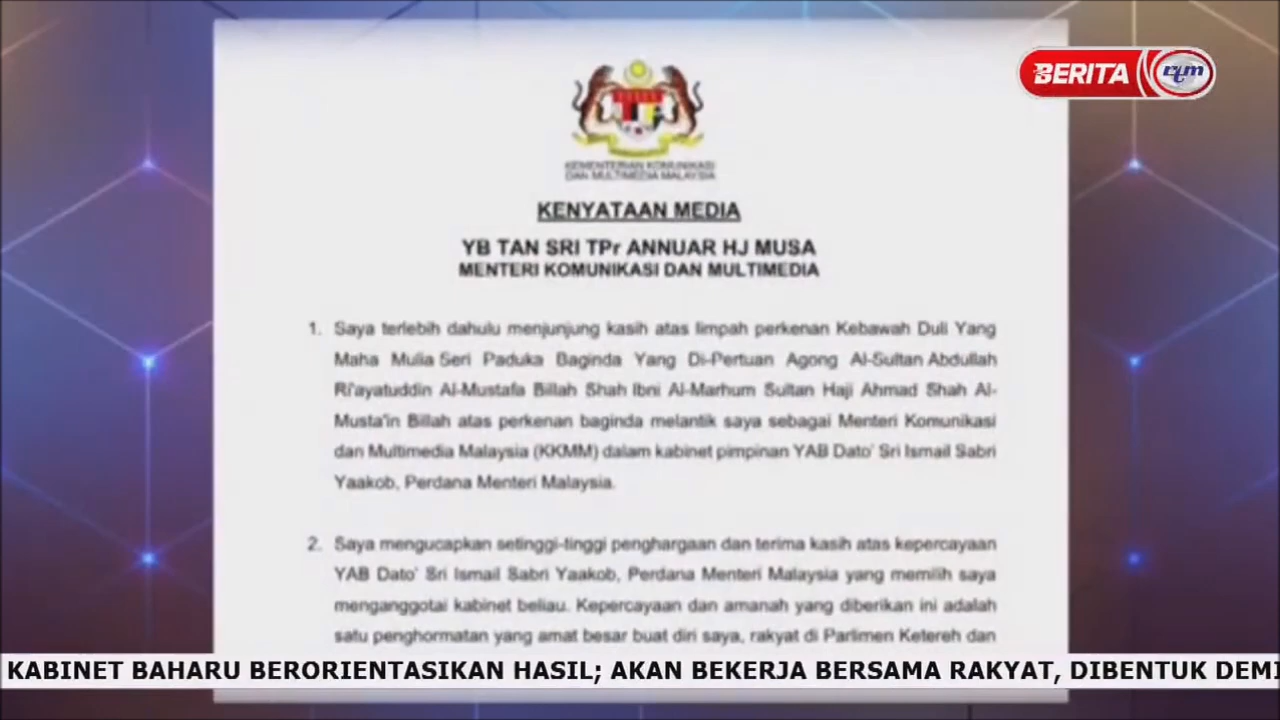 BERITA rtm
KEMENTERIAN KOMUNIKASI
DAN MULTIMEDIA MALAYSIA
KENYATAAN MEDIA
YB TAN SRI TPr ANNUAR HJ MUSA
MENTERI KOMUNIKASI DAN MULTIMEDIA
1. Saya terlebih dahulu menjunjung kasih atas limpah perkenan Kebawah Duli Yang
Maha Mulia Seri Paduka Baginda Yang Di-Pertuan Agong Al-Sultan Abdullah
Ri'ayatuddin Al-Mustafa Billah Shah Ibni Al-Marhum Sultan Haji Ahmad Shah Al-
Musta'in Billah atas perkenan baginda melantik saya sebagai Menteri Komunikasi
dan Multimedia Malaysia (KKMM) dalam kabinet pimpinan YAB Dato' Sri Ismail Sabri
Yaakob, Perdana Menteri Malaysia.
2. Saya mengucapkan setinggi-tinggi penghargaan dan terima kasih atas kepercayaan
YAB Dato' Sri Ismail Sabri Yaakob, Perdana Menteri Malaysia yang memilih saya
menganggotai kabinet beliau. Kepercayaan dan amanah yang diberikan ini adalah
satu penghormatan yang amat besar buat diri saya, rakyat di Parlimen Ketereh dan
KABINET BAHARU BERORIENTASIKAN HASIL; AKAN BEKERJA BERSAMA RAKYAT, DIBENTUK DEMI